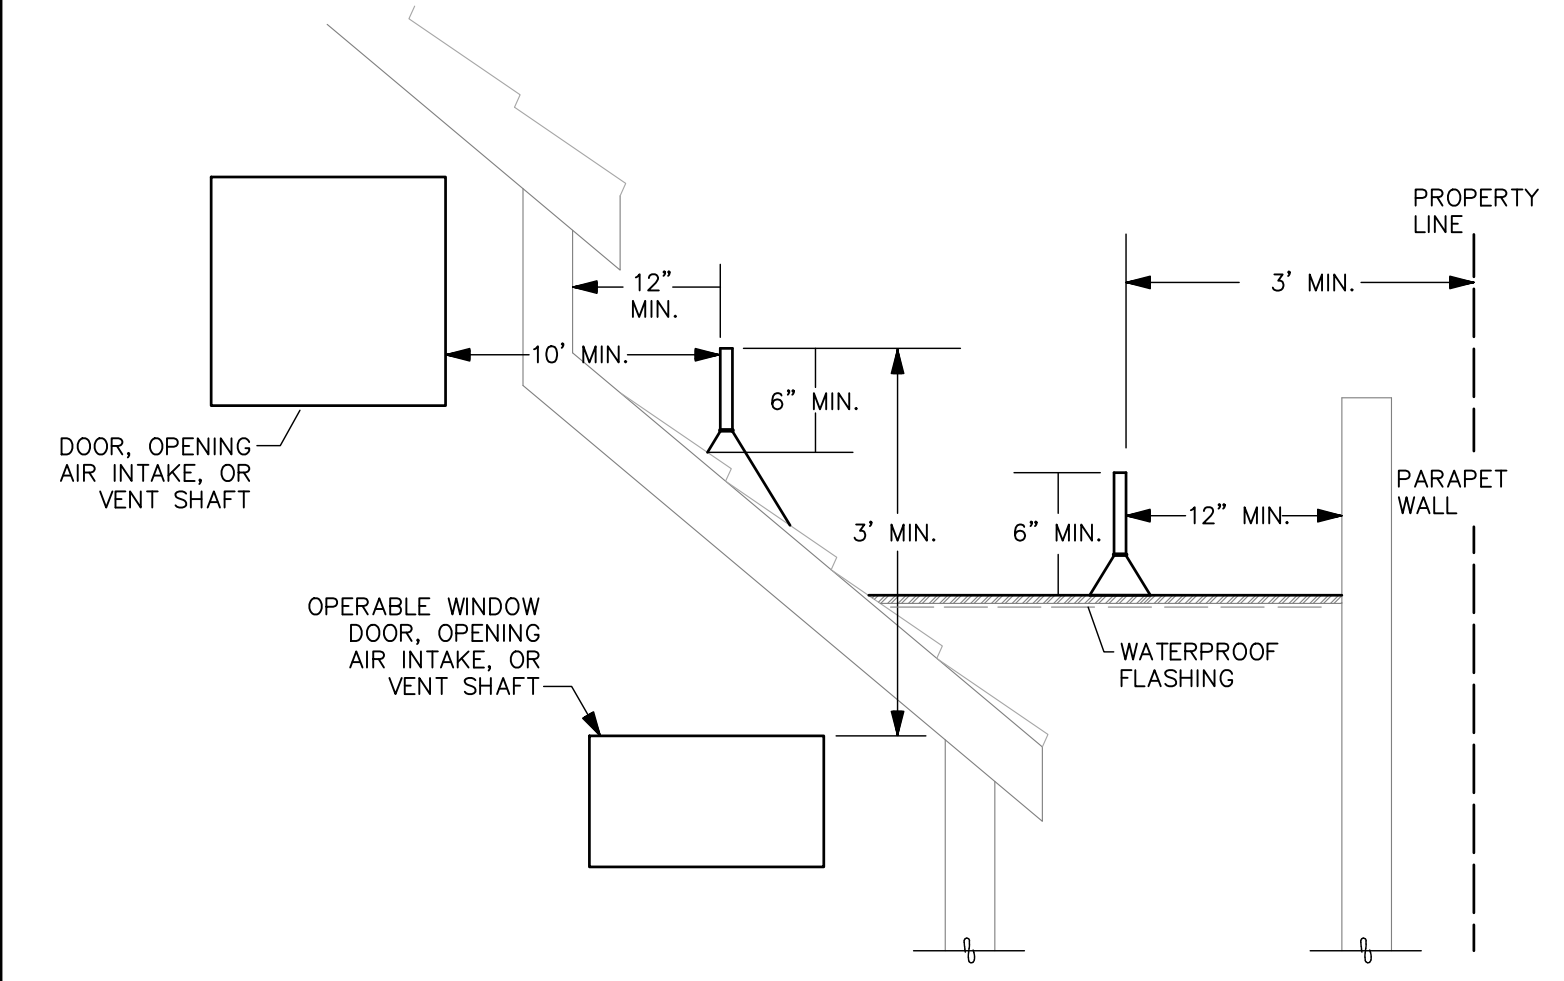 PROPERTY
LINE
12”
MIN.
3’ MIN.
10’ MIN.
6” MIN.
DOOR, OPENING
AIR INTAKE, OR
VENT SHAFT
PARAPET
WALL
3’ MIN.
6” MIN.
12” MIN.
OPERABLE WINDOW
DOOR, OPENING
AIR INTAKE, OR
VENT SHAFT
WATERPROOF
FLASHING